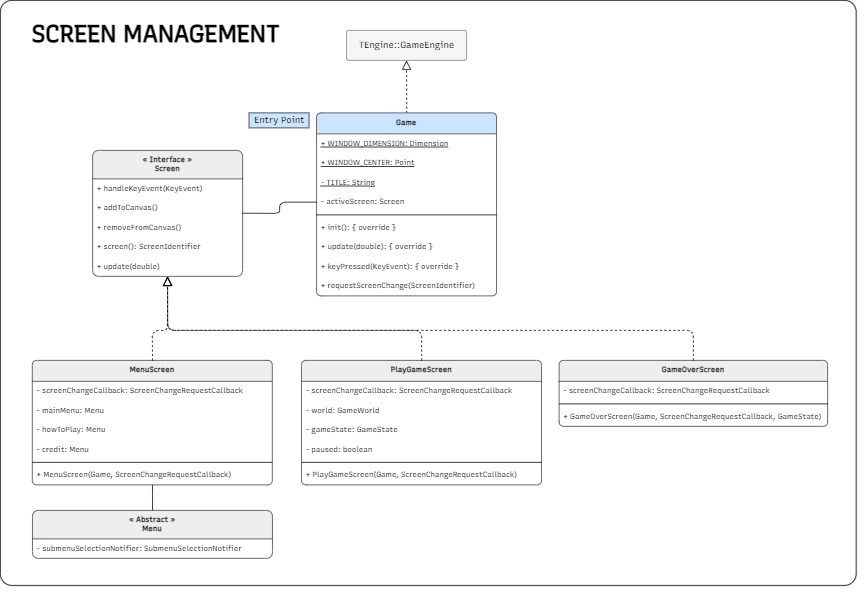 SCREEN MANAGEMENT
TEngine::GameEngine
Entry Point
Game
+ WINDOW_DIMENSION: Dimension
+ WINDOW_CENTER: Point
- TITLE: String
- activeScreen: Screen
+ init(): { override }
+ update(double): { override }
+ keyPressed(KeyEvent): { override }
+ requestScreenChange(ScreenIdentifier)
« Interface »
Screen
+ handleKeyEvent(KeyEvent)
+ addToCanvas()
+ removeFromCanvas()
+ screen(): ScreenIdentifier
+ update(double)
MenuScreen
- screenChangeCallback: ScreenChangeRequestCallback
- mainMenu: Menu
- howToPlay: Menu
- credit: Menu
+ MenuScreen(Game, ScreenChangeRequestCallback)
PlayGameScreen
- screenChangeCallback: ScreenChangeRequestCallback
- world: GameWorld
- gameState: GameState
- paused: boolean
+ PlayGameScreen(Game, ScreenChangeRequestCallback)
GameOverScreen
- screenChangeCallback: ScreenChangeRequestCallback
+ GameOverScreen(Game, ScreenChangeRequestCallback, GameState)
« Abstract »
Menu
- submenuSelectionNotifier: SubmenuSelectionNotifier